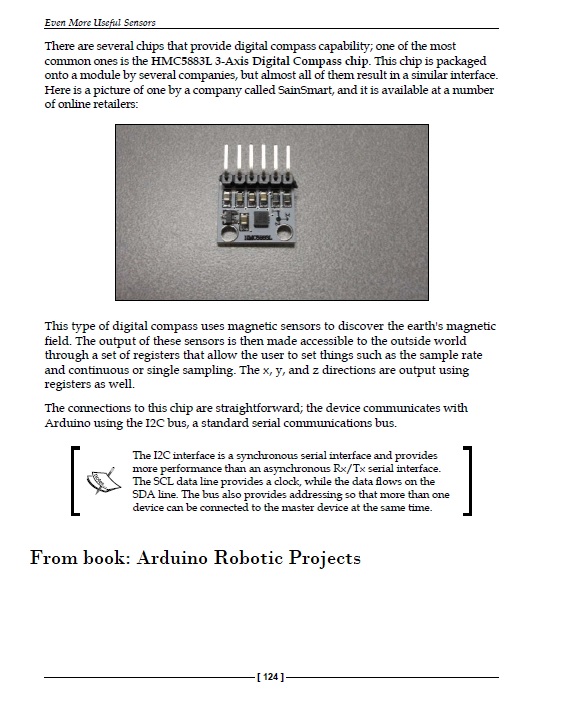 Even More Useful Sensors
There are several chips that provide digital compass capability; one of the most
common ones is the HMC5883L 3-Axis Digital Compass chip. This chip is packaged
onto a module by several companies, but almost all of them result in a similar interface.
Here is a picture of one by a company called SainSmart, and it is available at a number
of online retailers:
HMC5883L
This type of digital compass uses magnetic sensors to discover the earth's magnetic
field. The output of these sensors is then made accessible to the outside world
through a set of registers that allow the user to set things such as the sample rate
and continuous or single sampling. The x, y, and z directions are output using
registers as well.
The connections to this chip are straightforward; the device communicates with
Arduino using the I2C bus, a standard serial communications bus.
The I2C interface is a synchronous serial interface and provides
more performance than an asynchronous Rx/Tx serial interface.
The SCL data line provides a clock, while the data flows on the
SDA line. The bus also provides addressing so that more than one
device can be connected to the master device at the same time.
From book: Arduino Robotic Projects
[ 124 ]